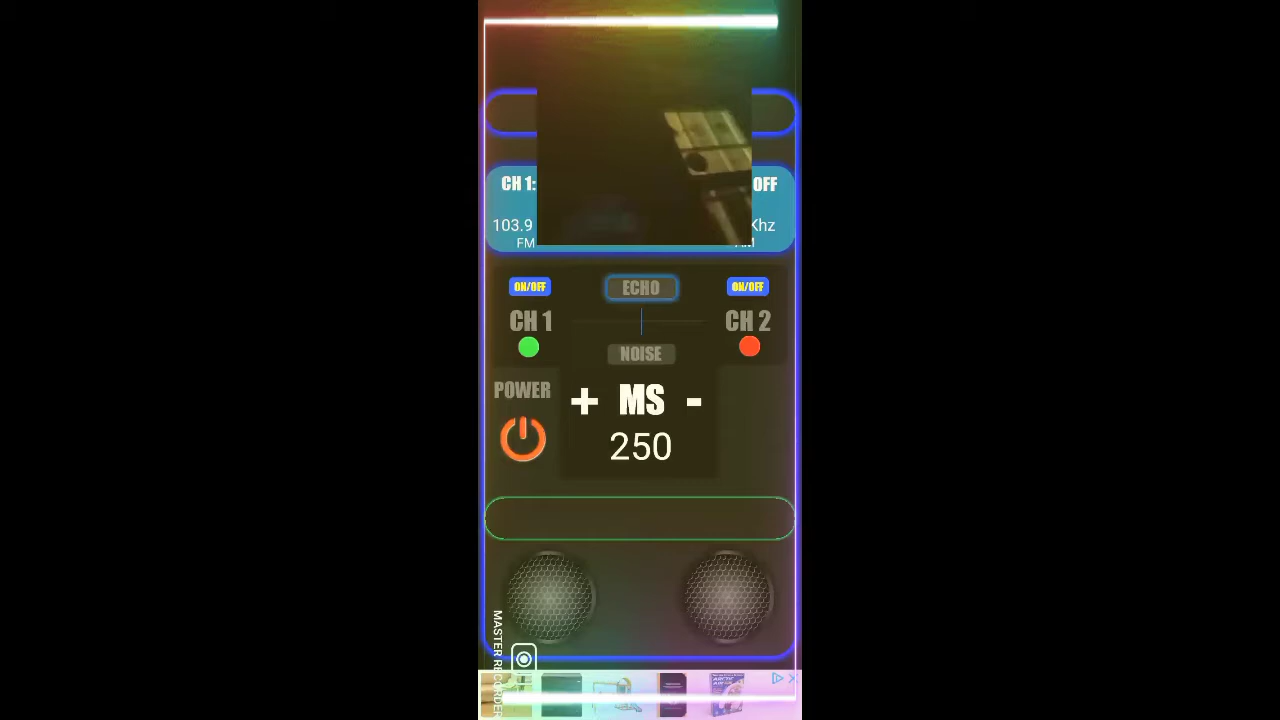 CH 1:
OFF
103.9
Khz
FM
ON/OFF
ECHO
ON/OFF
CH 1
CH 2
NOISE
POWER
+ MS -
250
MASTER RECORDER